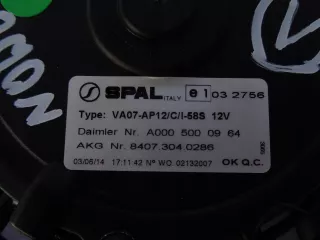 SPAL ITALY e1 03 2756
Type: VA07-AP12/C/I-58S 12V
Daimler Nr. A000 500 09 64
AKG Nr. 8407.304.0286
03/06/14 17:11:42 N° WO 02132007 OK Q.C.